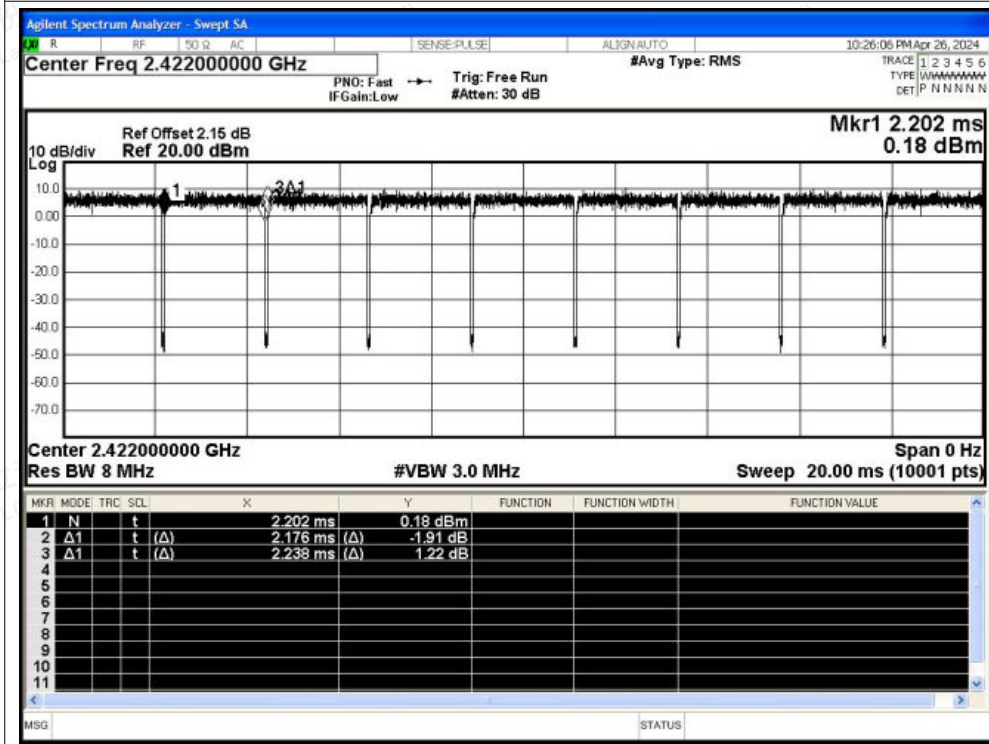 Agilent Spectrum Analyzer - Swept SA
LXI R RF 50 Ω AC SENSE:PULSE ALIGN AUTO 10:26:06 PM Apr 26, 2024
Center Freq 2.422000000 GHz #Avg Type: RMS TRACE 1 2 3 4 5 6
PNO: Fast Trig: Free Run TYPE WWWWWW
IFGain:Low #Atten: 30 dB DET P N N N N N
Mkr1 2.202 ms
Ref Offset 2.15 dB
10 dB/div Ref 20.00 dBm 0.18 dBm
Log
10.0
1 3Δ1
0.00
-10.0
-20.0
-30.0
-40.0
-50.0
-60.0
-70.0
Center 2.422000000 GHz Span 0 Hz
Res BW 8 MHz #VBW 3.0 MHz Sweep 20.00 ms (10001 pts)
MKR MODE TRC SCL X Y FUNCTION FUNCTION WIDTH FUNCTION VALUE
1 N t 2.202 ms 0.18 dBm
2 Δ1 t (Δ) 2.176 ms (Δ) -1.91 dB
3 Δ1 t (Δ) 2.238 ms (Δ) 1.22 dB
4
5
6
7
8
9
10
11
MSG STATUS